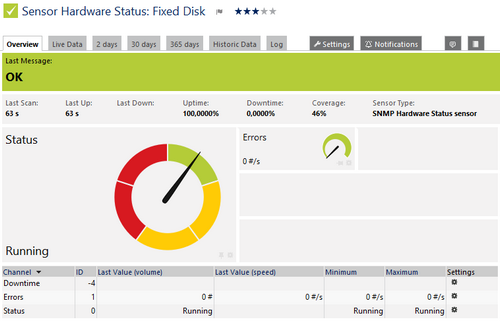 Sensor Hardware Status: Fixed Disk
Overview Live Data 2 days 30 days 365 days Historic Data Log Settings Notifications
Last Message:
OK
Last Scan: Last Up: Last Down: Uptime: Downtime: Coverage: Sensor Type:
63 s 63 s 100,0000% 0,0000% 46% SNMP Hardware Status sensor
Status
Errors
0 #/s
Running
Channel ID Last Value (volume) Last Value (speed) Minimum Maximum Settings
Downtime -4
Errors 1 0 # 0 #/s 0 #/s 0 #/s
Status 0 Running Running Running